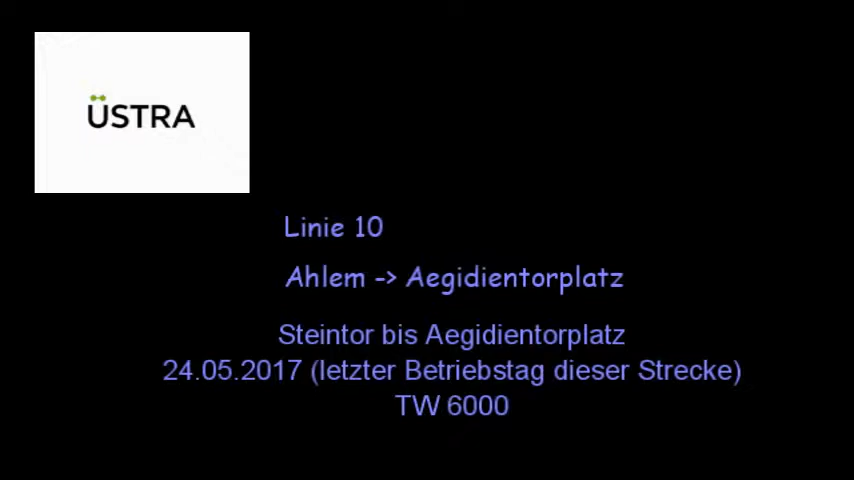 ÜSTRA
Linie 10
Ahlem -> Aegidientorplatz
Steintor bis Aegidientorplatz
24.05.2017 (letzter Betriebstag dieser Strecke)
TW 6000